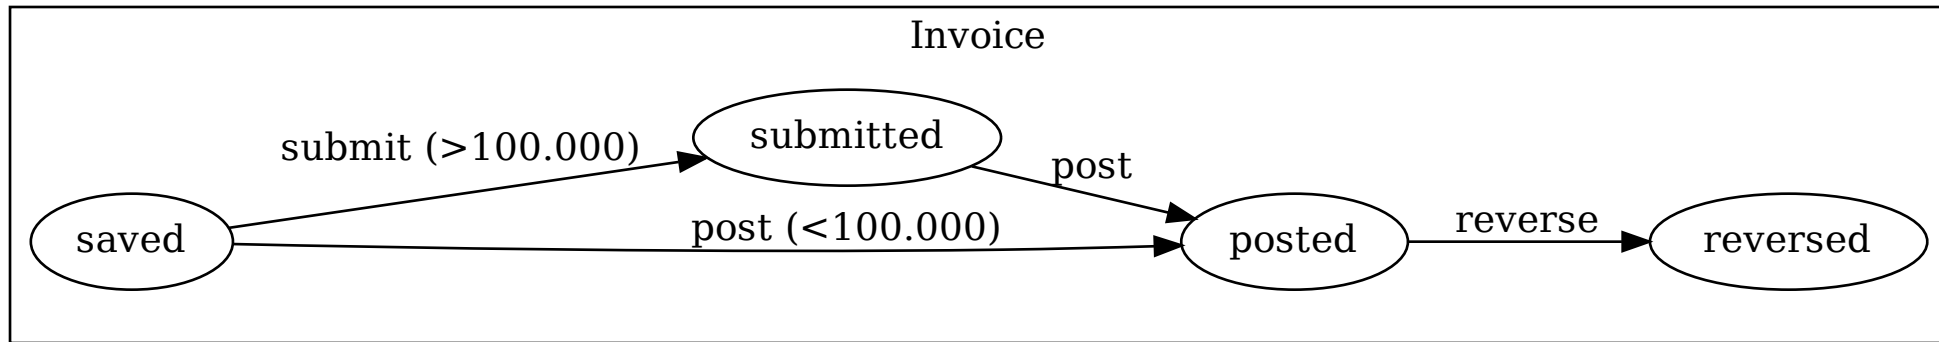 Invoice
submitted
submit (>100.000)
post
post (<100.000)
reverse
saved
posted
reversed